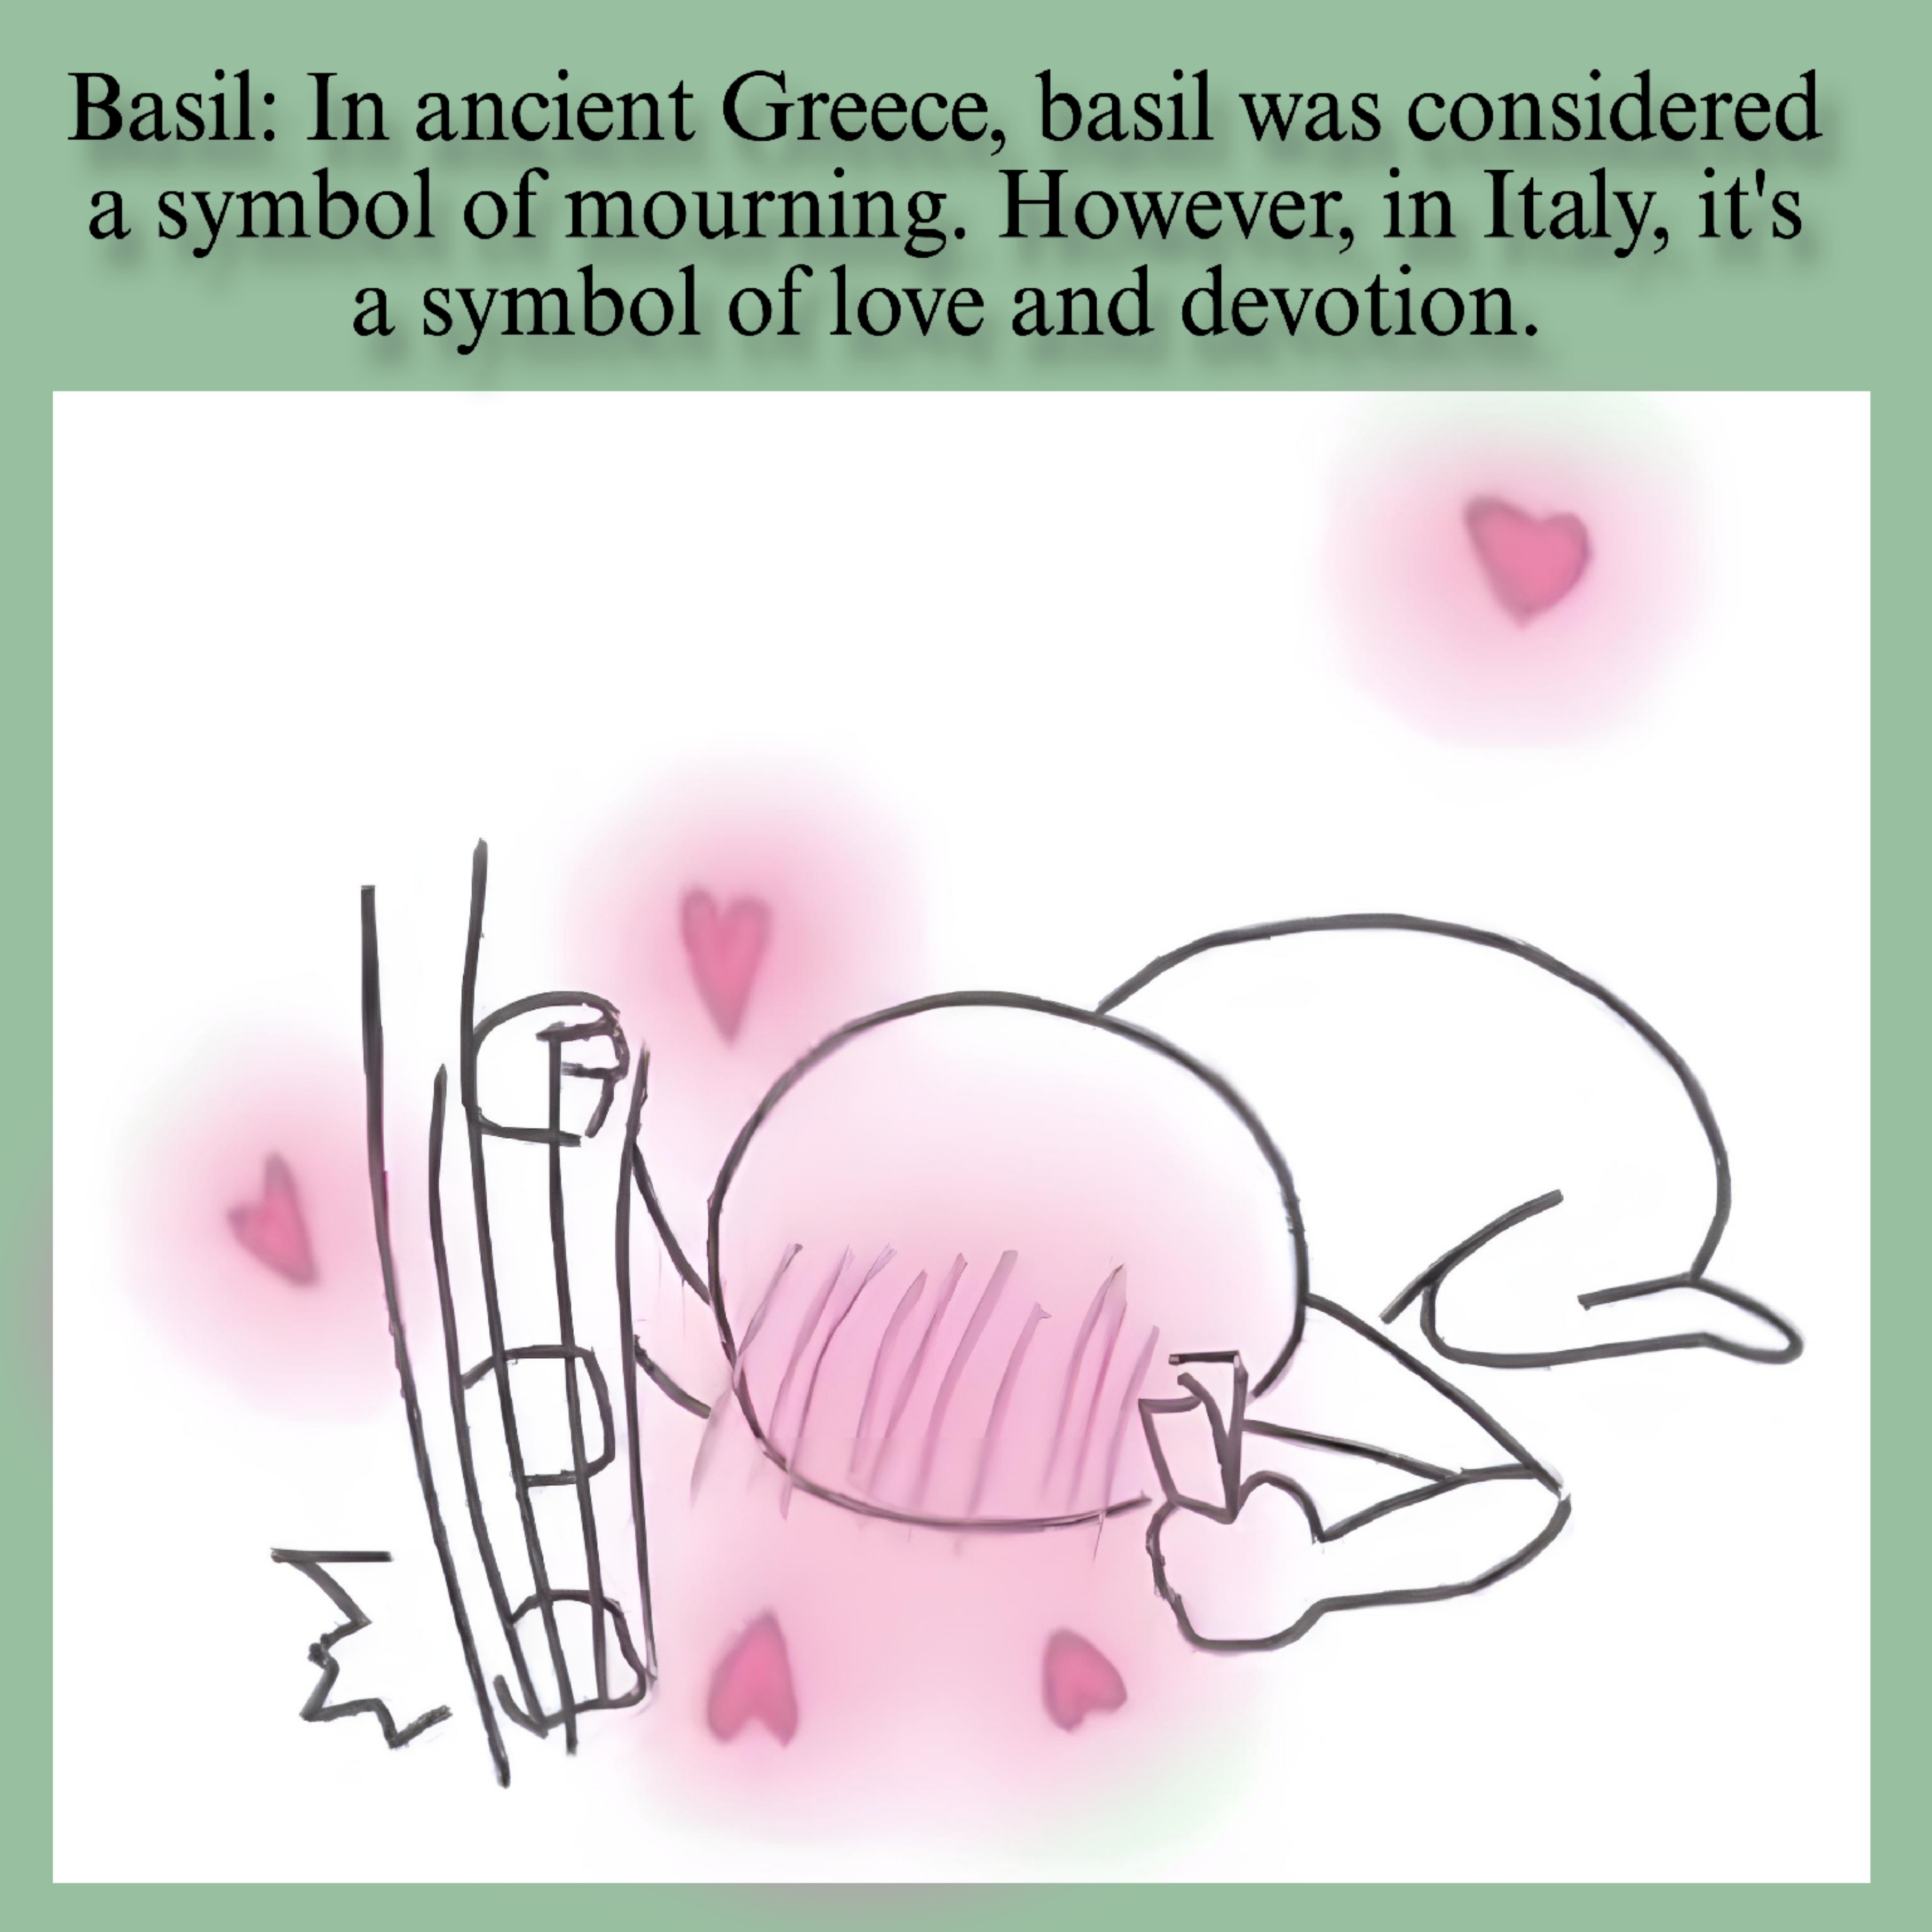 Basil: In ancient Greece, basil was considered
a symbol of mourning. However, in Italy, it's
a symbol of love and devotion.